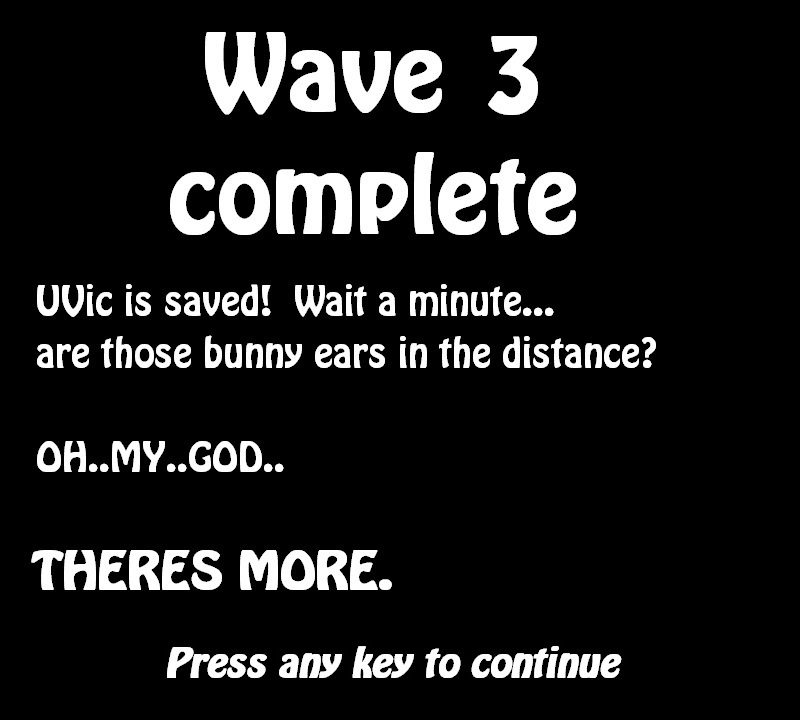 Wave 3
complete
UVic is saved!  Wait a minute...
are those bunny ears in the distance?
OH..MY..GOD..
THERES MORE.
Press any key to continue